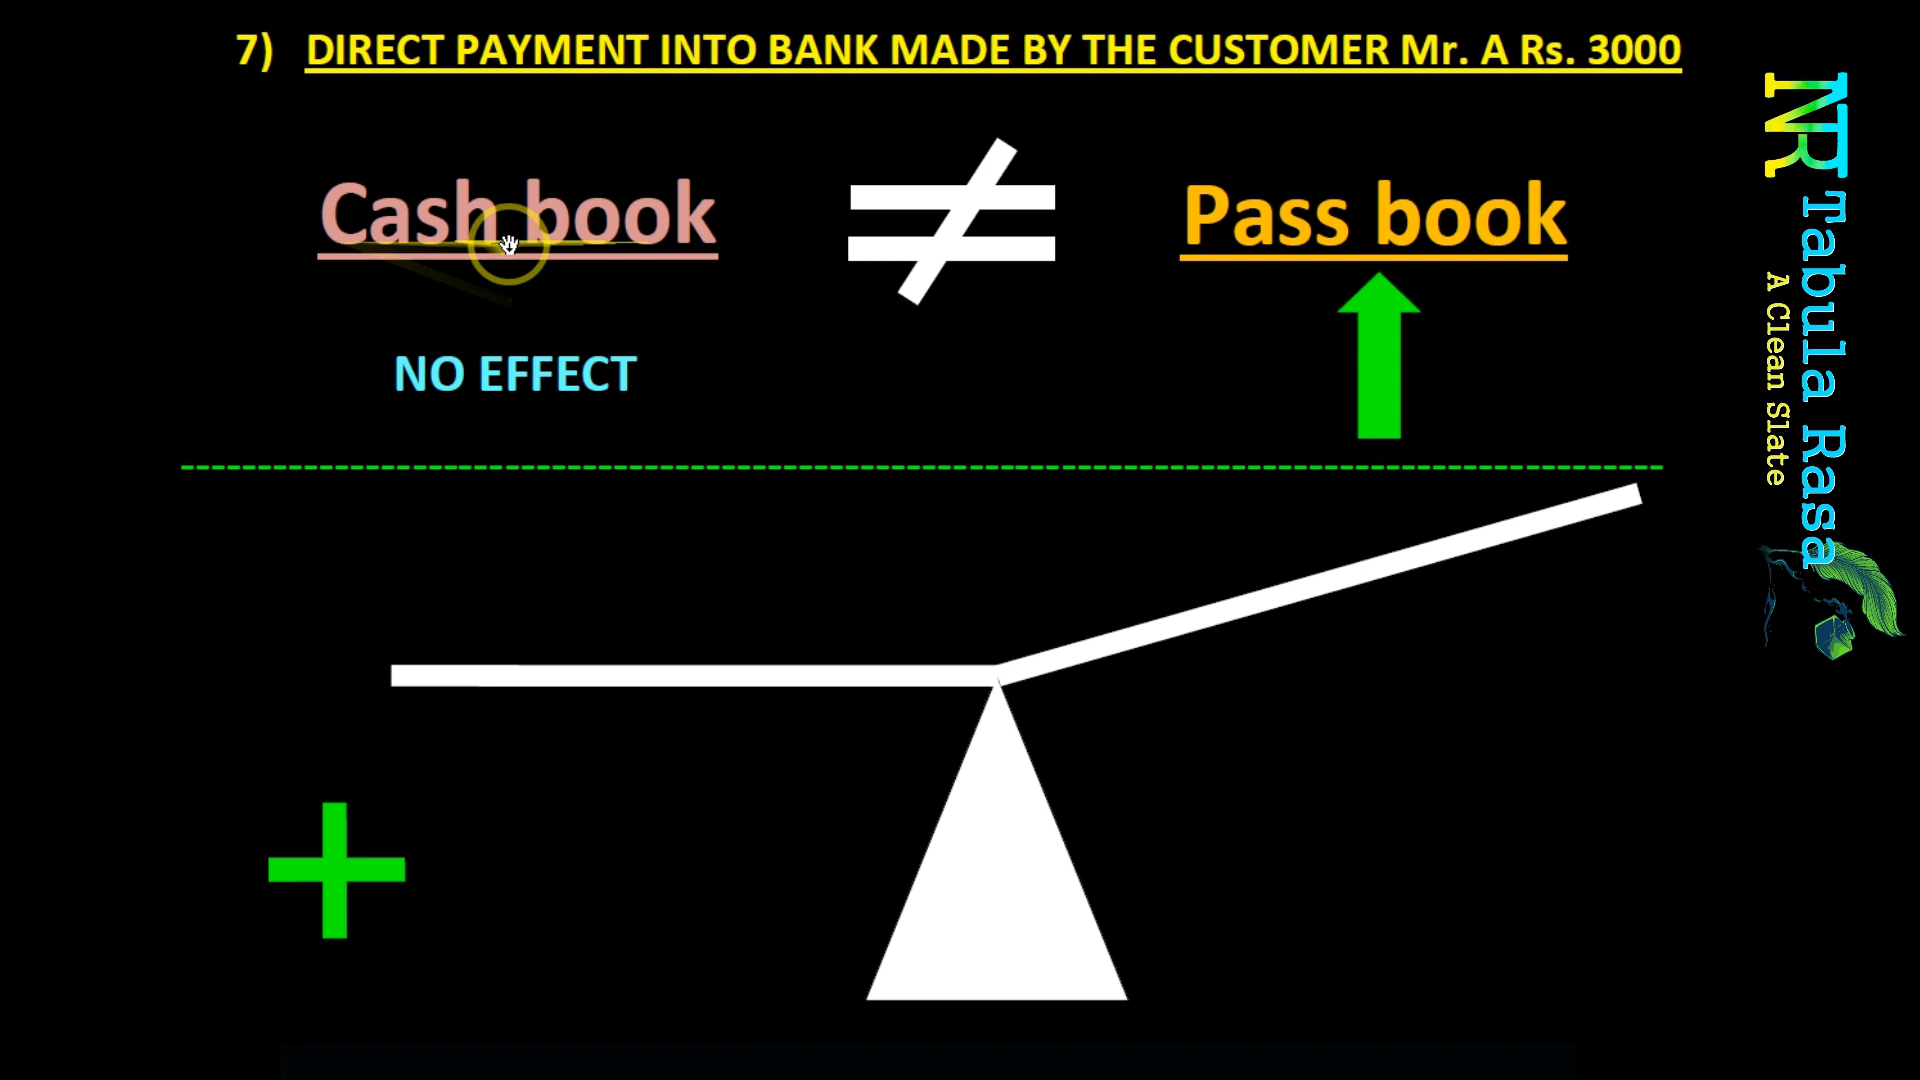 7) DIRECT PAYMENT INTO BANK MADE BY THE CUSTOMER Mr. A Rs. 3000
Cash book ≠ Pass book
NO EFFECT
+
NTR
Tabula Rasa
A Clean Slate